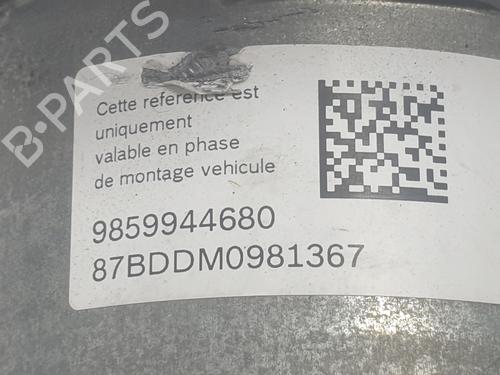 Cette reference est
uniquement
valable en phase
de montage vehicule
9859944680
87BDDM0981367
B-PARTS